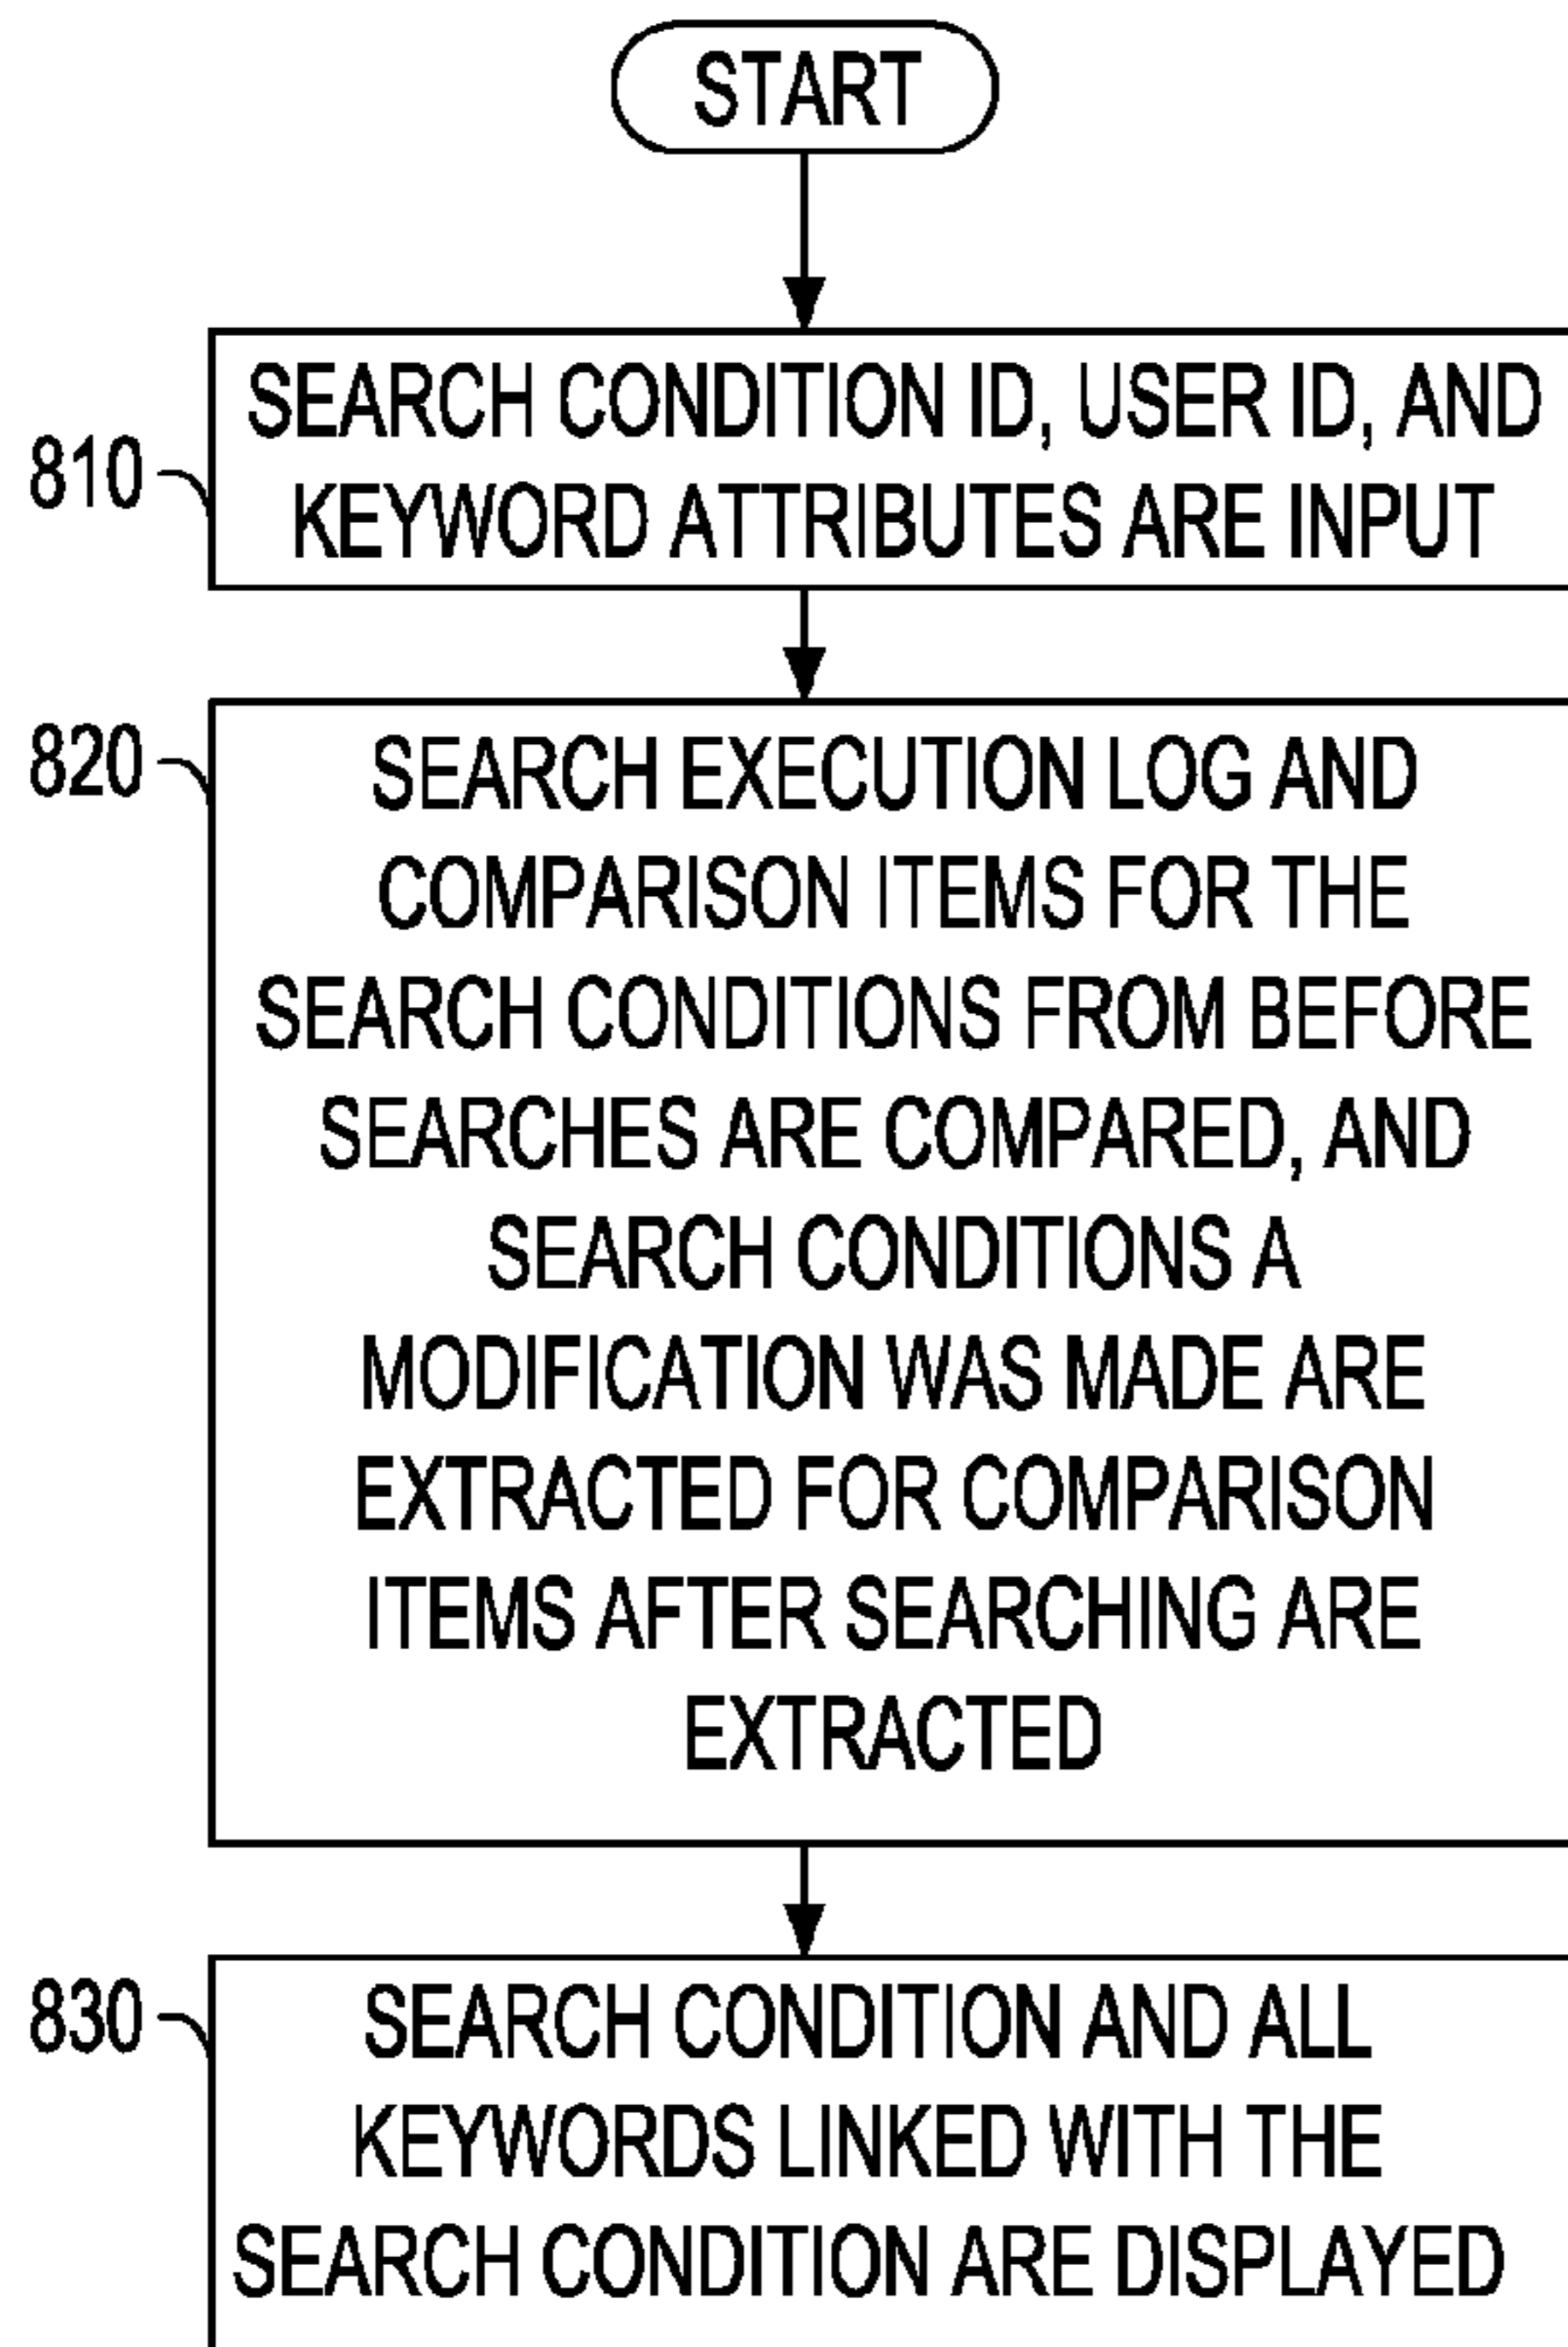 START
810
SEARCH CONDITION ID, USER ID, AND
KEYWORD ATTRIBUTES ARE INPUT
820
SEARCH EXECUTION LOG AND
COMPARISON ITEMS FOR THE
SEARCH CONDITIONS FROM BEFORE
SEARCHES ARE COMPARED, AND
SEARCH CONDITIONS A
MODIFICATION WAS MADE ARE
EXTRACTED FOR COMPARISON
ITEMS AFTER SEARCHING ARE
EXTRACTED
830
SEARCH CONDITION AND ALL
KEYWORDS LINKED WITH THE
SEARCH CONDITION ARE DISPLAYED